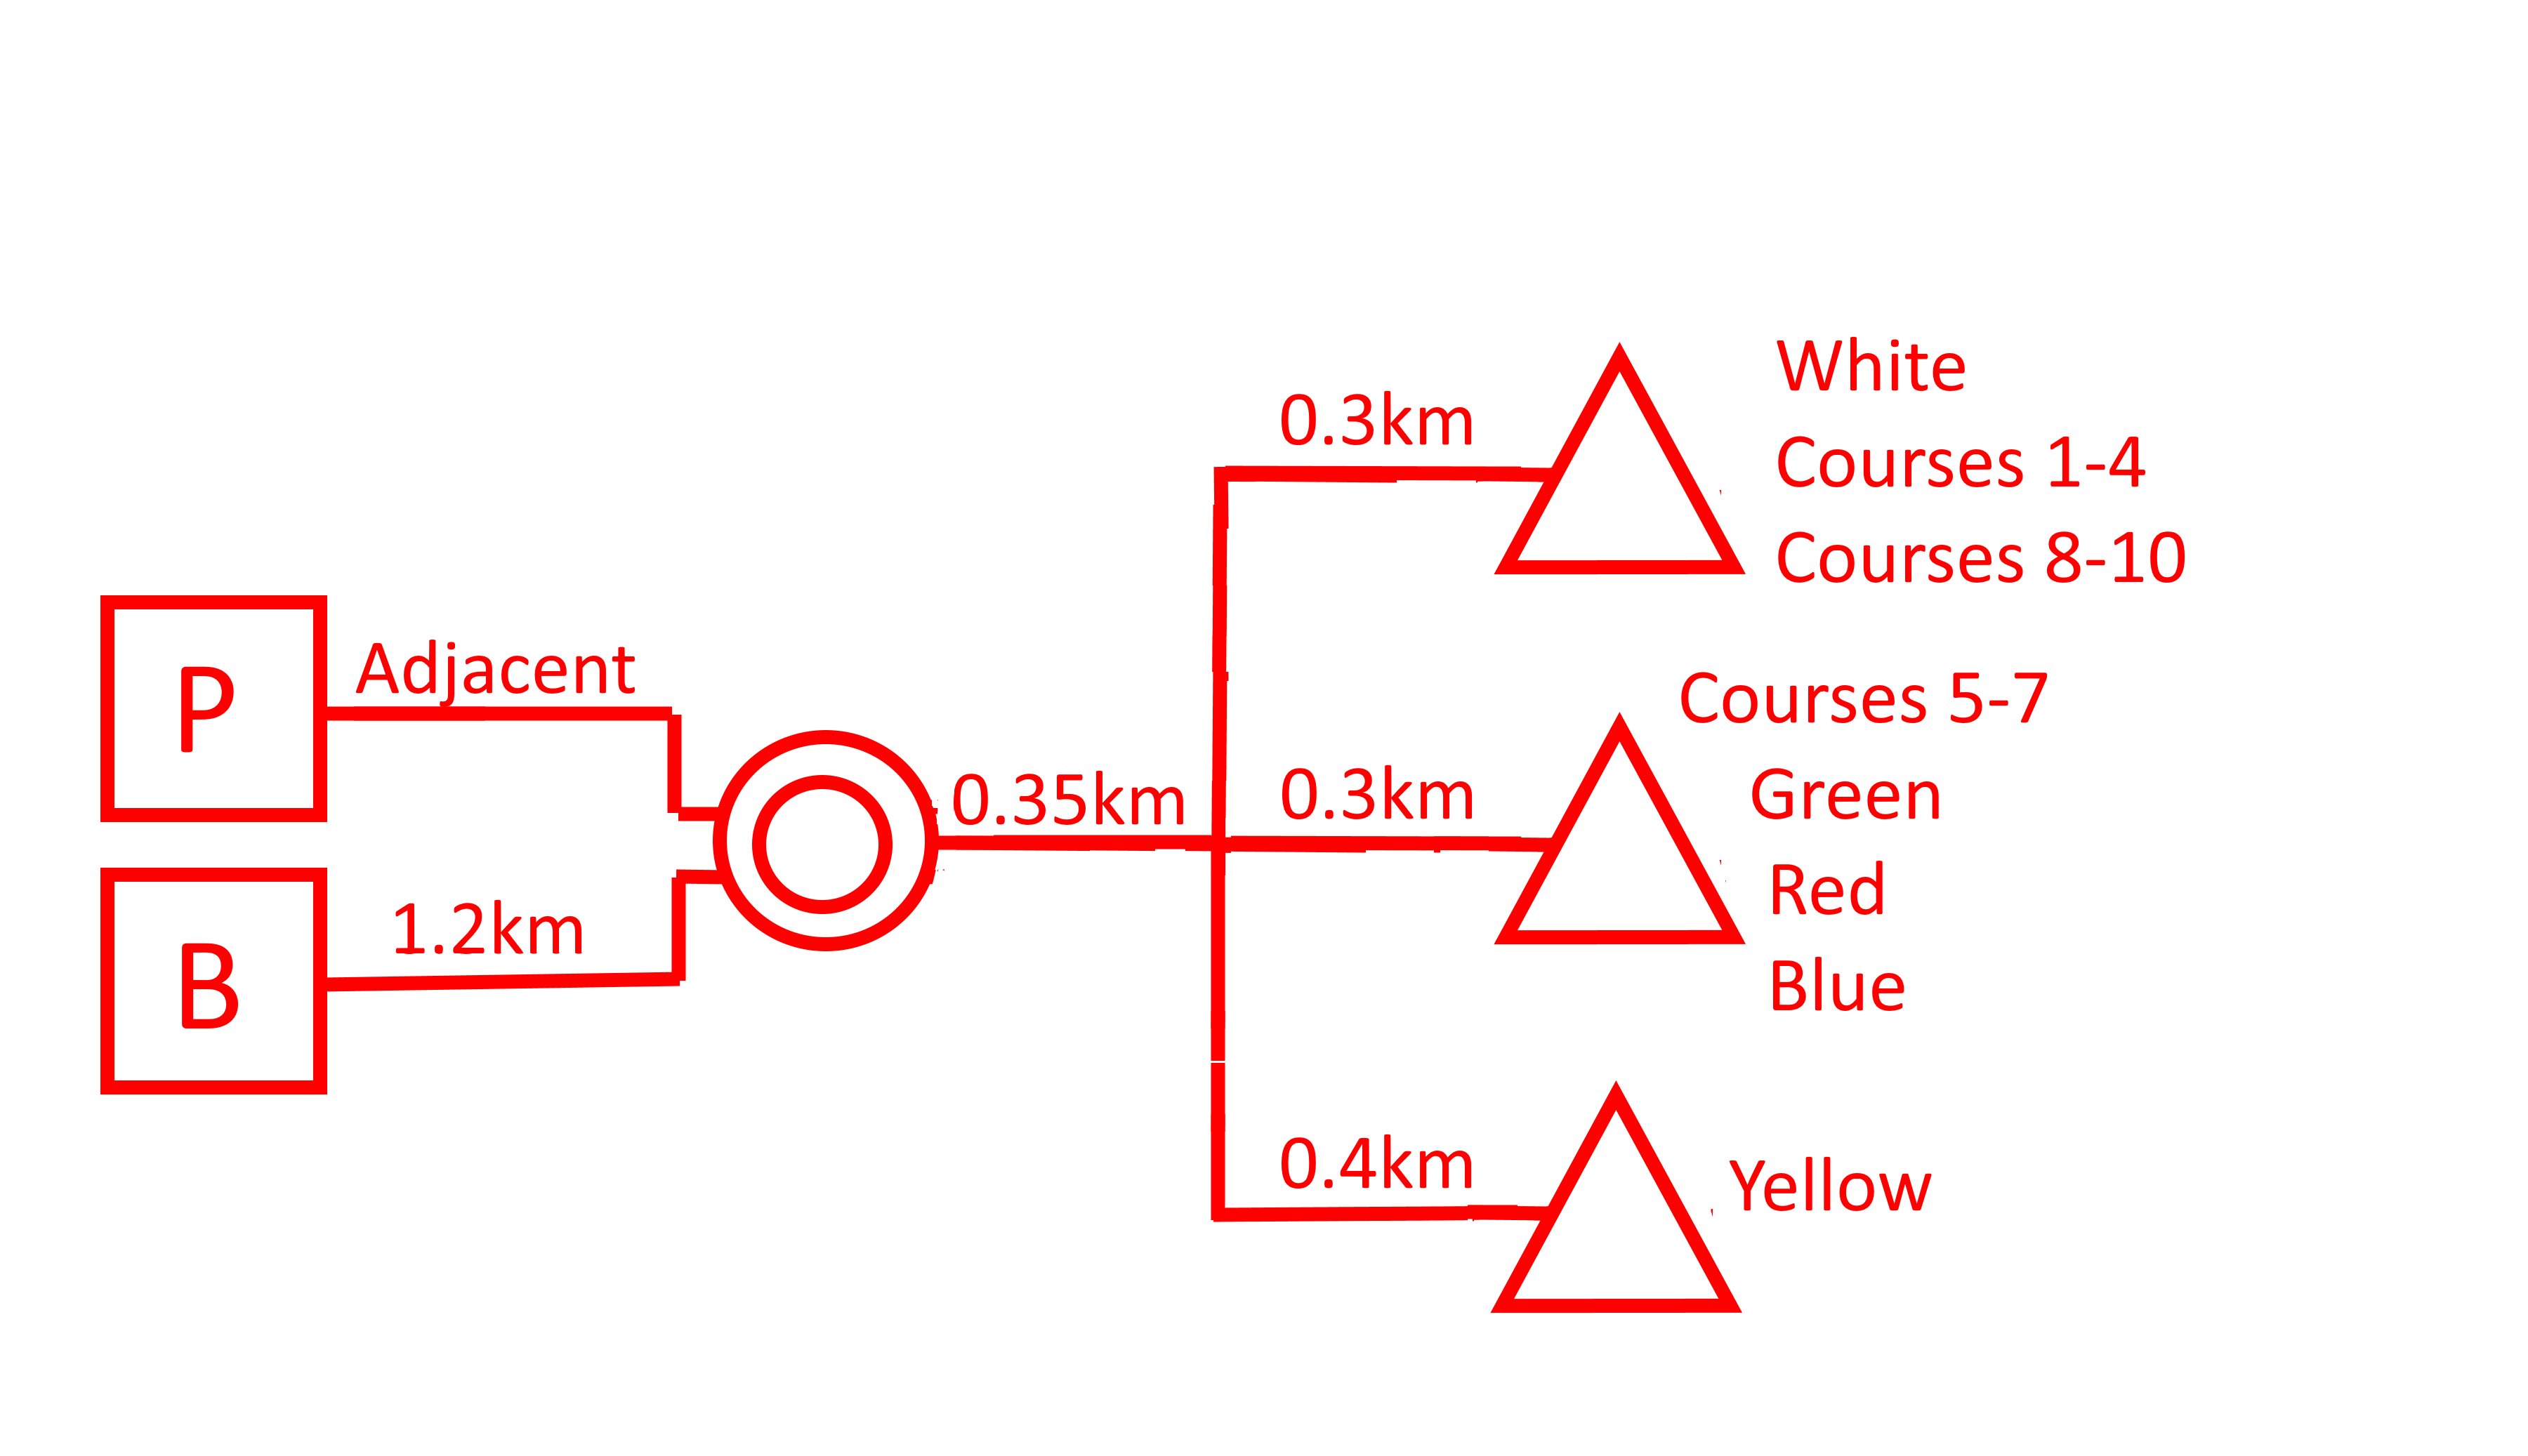 P
Adjacent
B
1.2km
0.35km
0.3km
White
Courses 1-4
Courses 8-10
0.3km
Courses 5-7
Green
Red
Blue
0.4km
Yellow